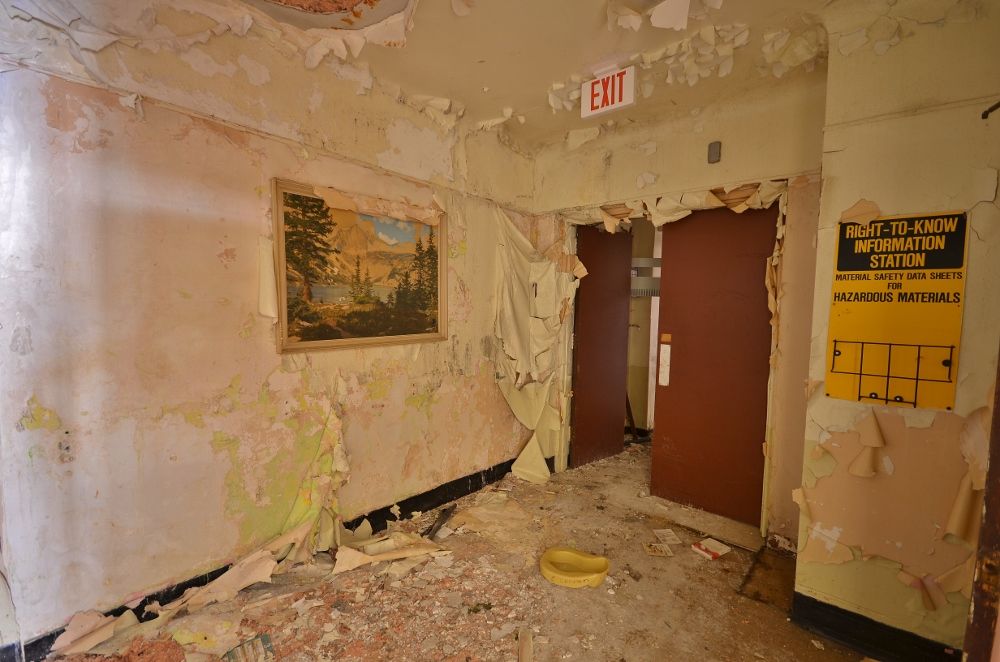 EXIT
RIGHT-TO-KNOW
INFORMATION
STATION
MATERIAL SAFETY DATA SHEETS
FOR
HAZARDOUS MATERIALS